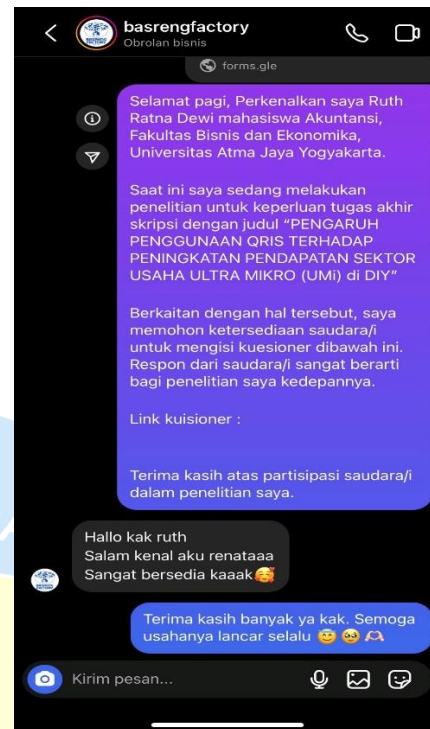 basrengfactory
Obrolan bisnis
forms.gle
Selamat pagi, Perkenalkan saya Ruth
Ratna Dewi mahasiswa Akuntansi,
Fakultas Bisnis dan Ekonomika,
Universitas Atma Jaya Yogyakarta.
Saat ini saya sedang melakukan
penelitian untuk keperluan tugas akhir
skripsi dengan judul "PENGARUH
PENGGUNAAN QRIS TERHADAP
PENINGKATAN PENDAPATAN SEKTOR
USAHA ULTRA MIKRO (UMi) di DIY"
Berkaitan dengan hal tersebut, saya
memohon ketersediaan saudara/i
untuk mengisi kuesioner dibawah ini.
Respon dari saudara/i sangat berarti
bagi penelitian saya kedepannya.
Link kuisioner :
Terima kasih atas partisipasi saudara/i
dalam penelitian saya.
Hallo kak ruth
Salam kenal aku renataaa
Sangat bersedia kaaak🥰
Terima kasih banyak ya kak. Semoga
usahanya lancar selalu 😇 🥹 🫶
Kirim pesan...